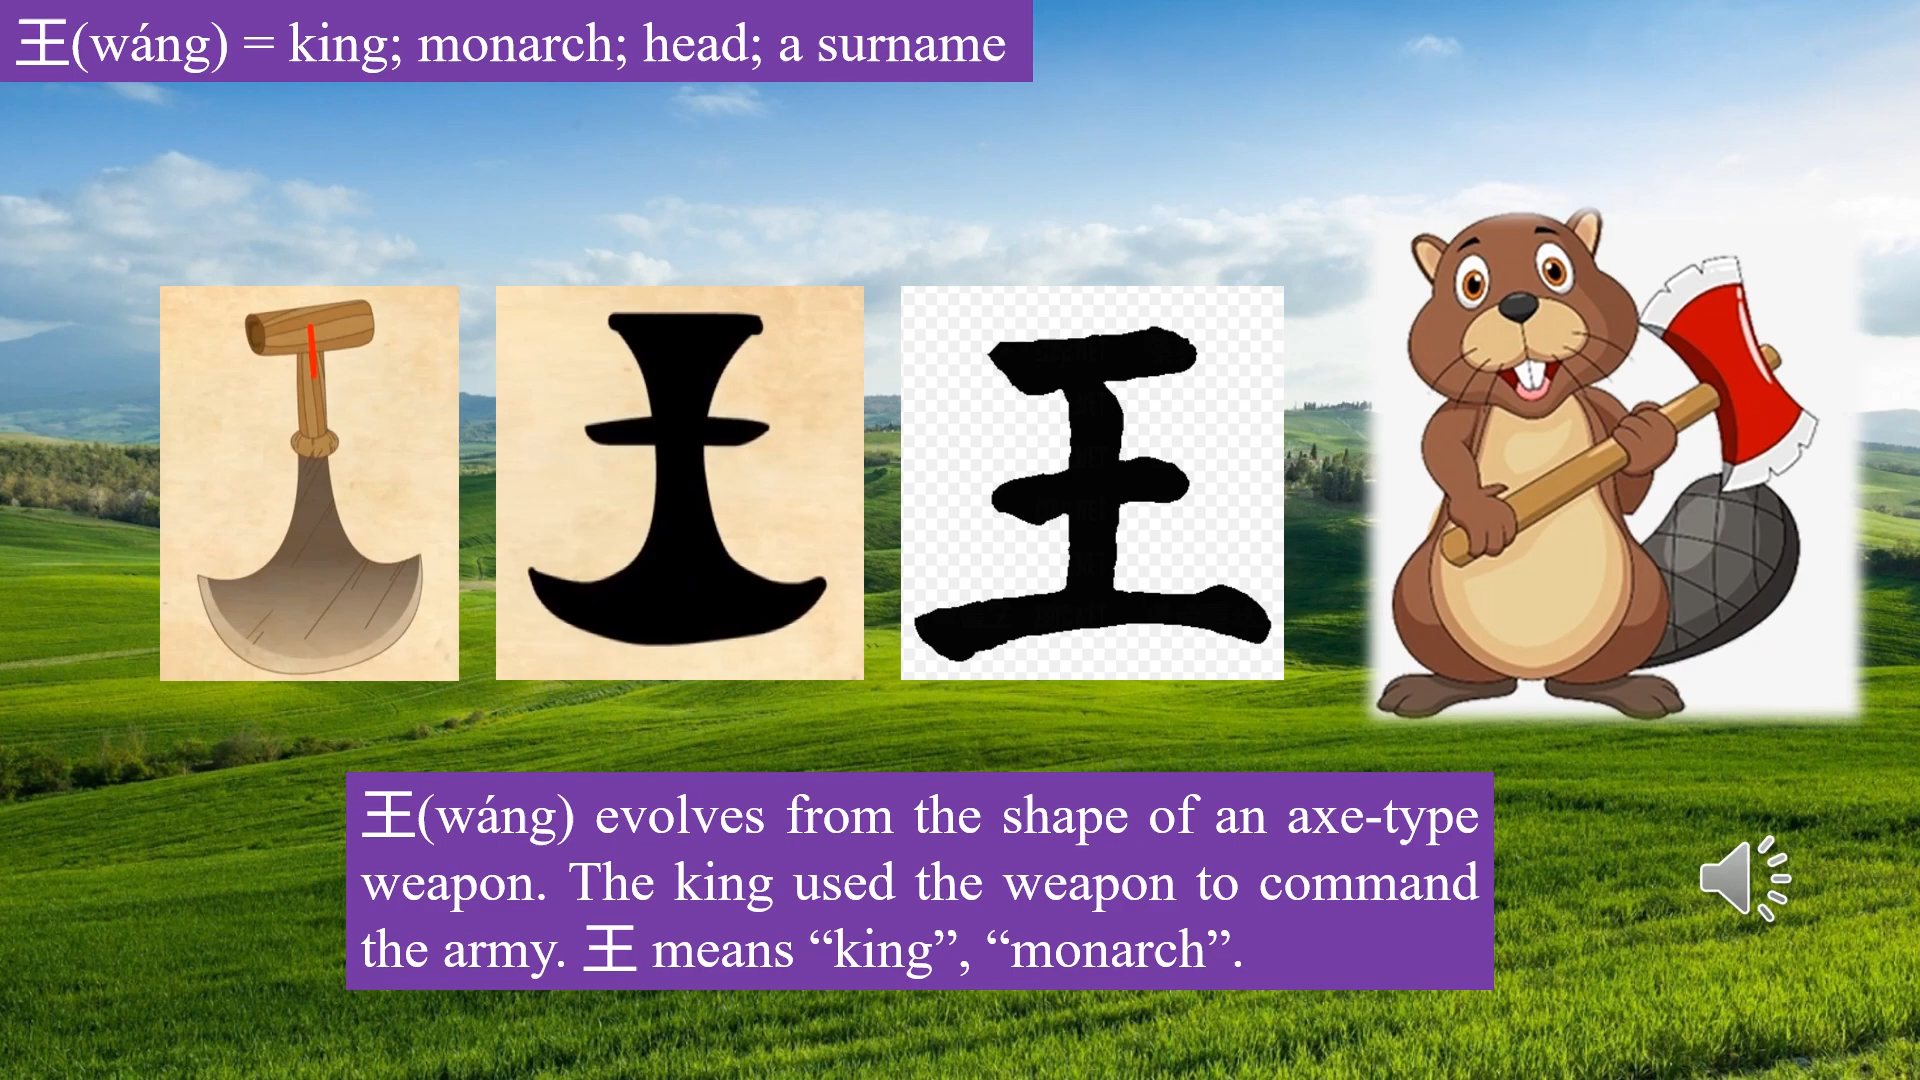 王(wáng) = king; monarch; head; a surname
王(wáng) evolves from the shape of an axe-type
weapon. The king used the weapon to command
the army. 王 means “king”, “monarch”.
王